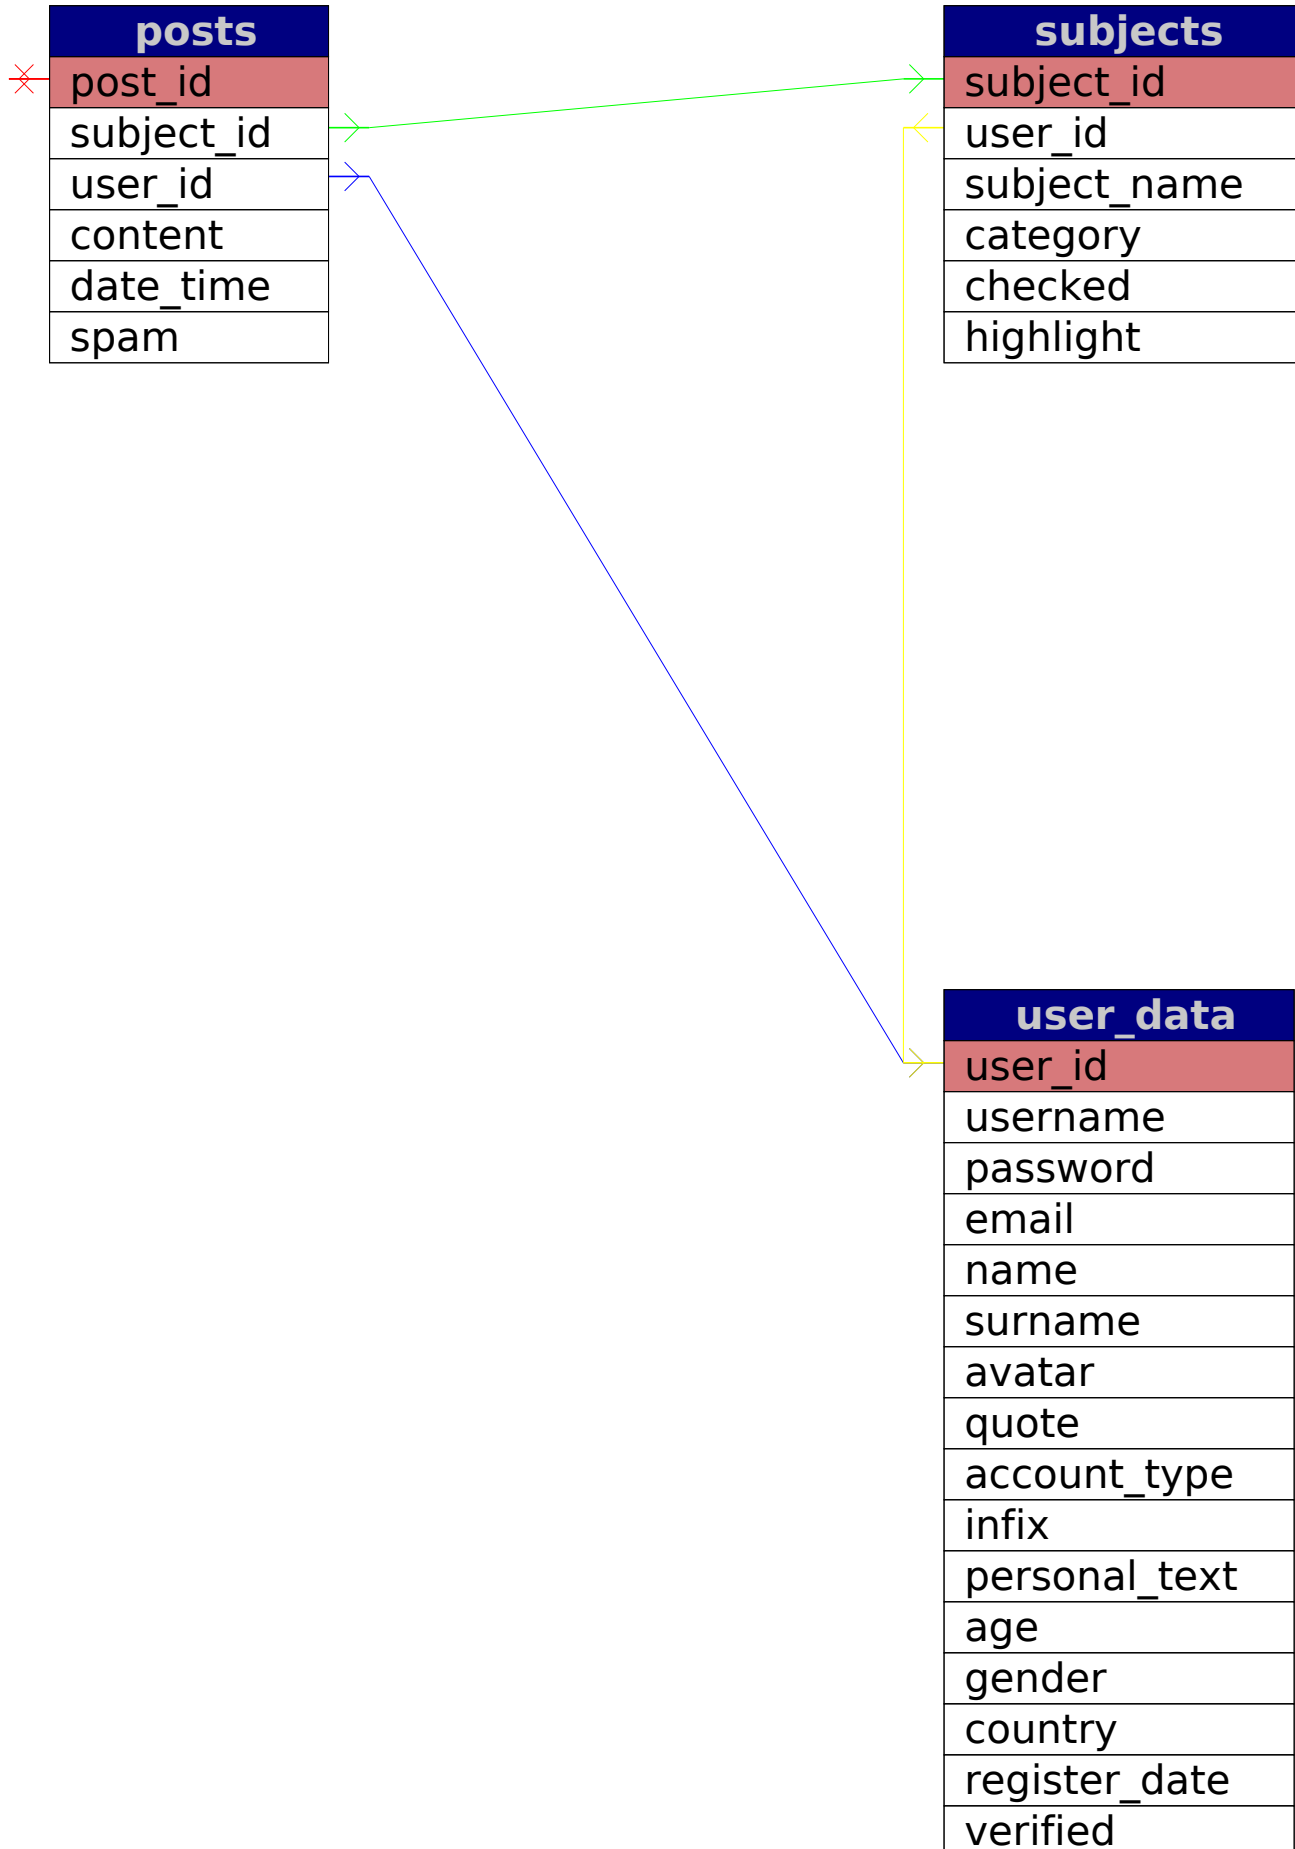 posts
post_id
subject_id
user_id
content
date_time
spam
subjects
subject_id
user_id
subject_name
category
checked
highlight
user_data
user_id
username
password
email
name
surname
avatar
quote
account_type
infix
personal_text
age
gender
country
register_date
verified